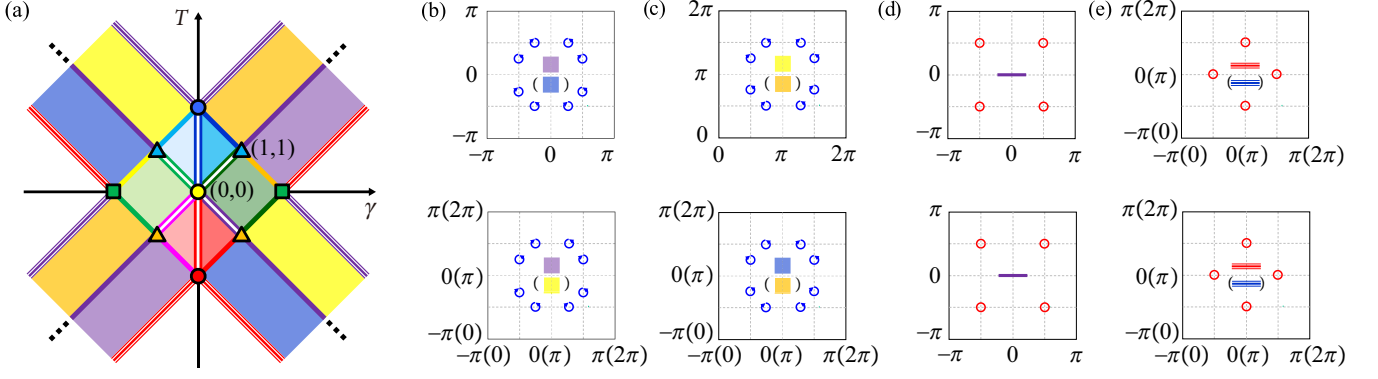 (a)
T
(1,1)
(0,0)
γ
(b)
π
0
−π
−π 0 π
( )
(c)
2π
π
0
0 π 2π
( )
(d)
π
0
−π
−π 0 π
(e)
π(2π)
0(π)
−π(0)
−π(0) 0(π) π(2π)
( )
π(2π)
0(π)
−π(0)
−π(0) 0(π) π(2π)
( )
π(2π)
0(π)
−π(0)
−π(0) 0(π) π(2π)
( )
π
0
−π
−π 0 π
π(2π)
0(π)
−π(0)
−π(0) 0(π) π(2π)
( )